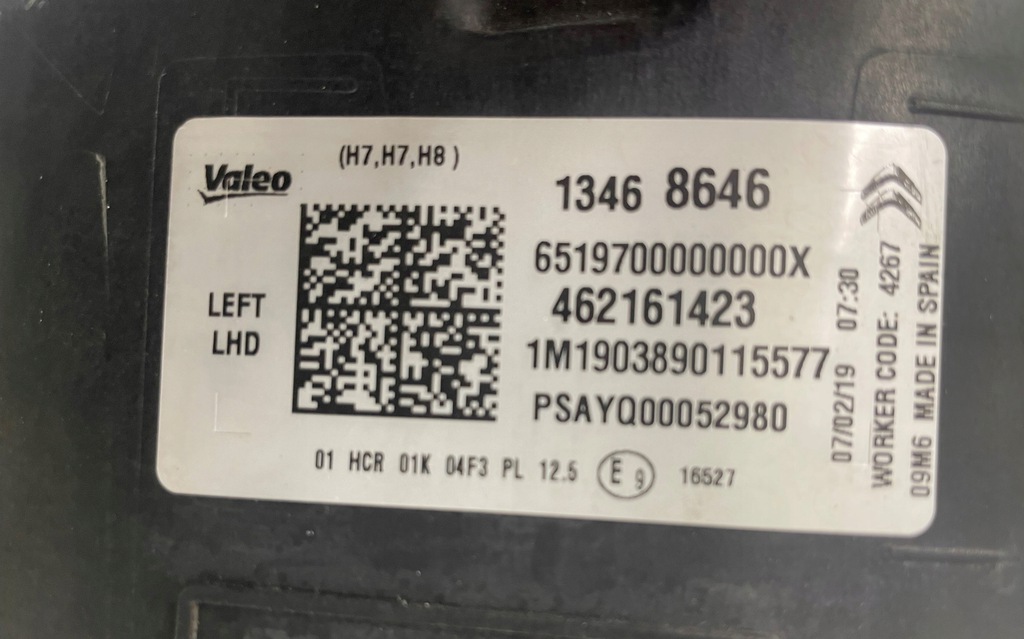 Valeo
(H7,H7,H8 )
LEFT
LHD
1346 8646
6519700000000X
462161423
1M1903890115577
PSAYQ00052980
01 HCR 01K 04F3 PL 12.5 E 9 16527
07/02/19 07:30
WORKER CODE: 4267
09M6 MADE IN SPAIN